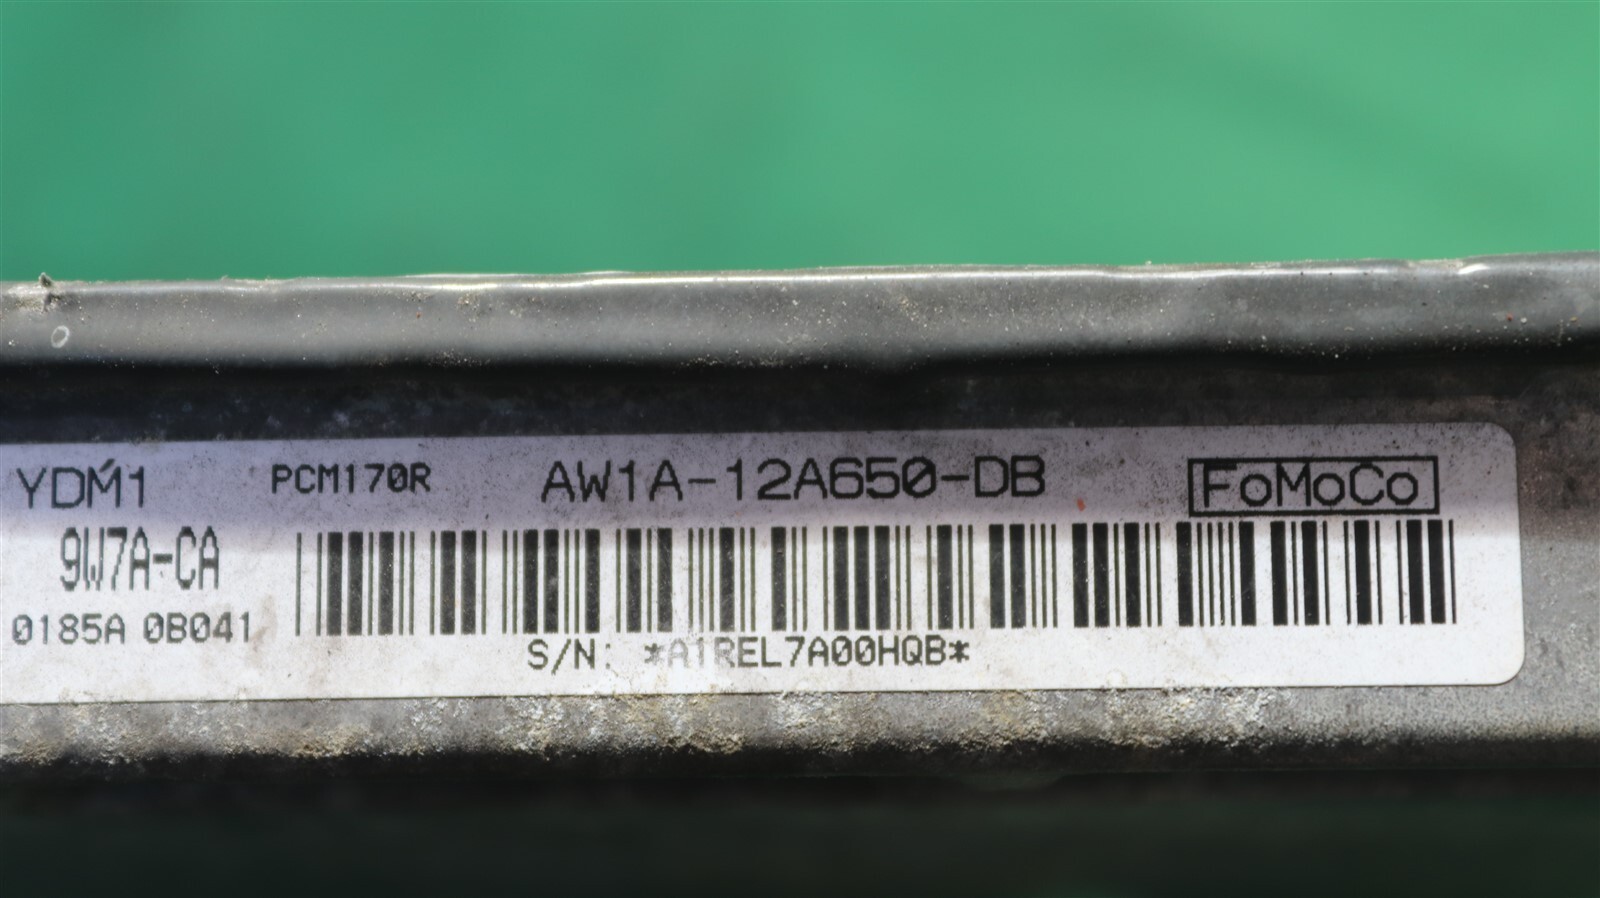 YDM1 PCM170R AW1A-12A650-DB FoMoCo
9W7A-CA
0185A 0B041
S/N: *A1REL7A00HQB*